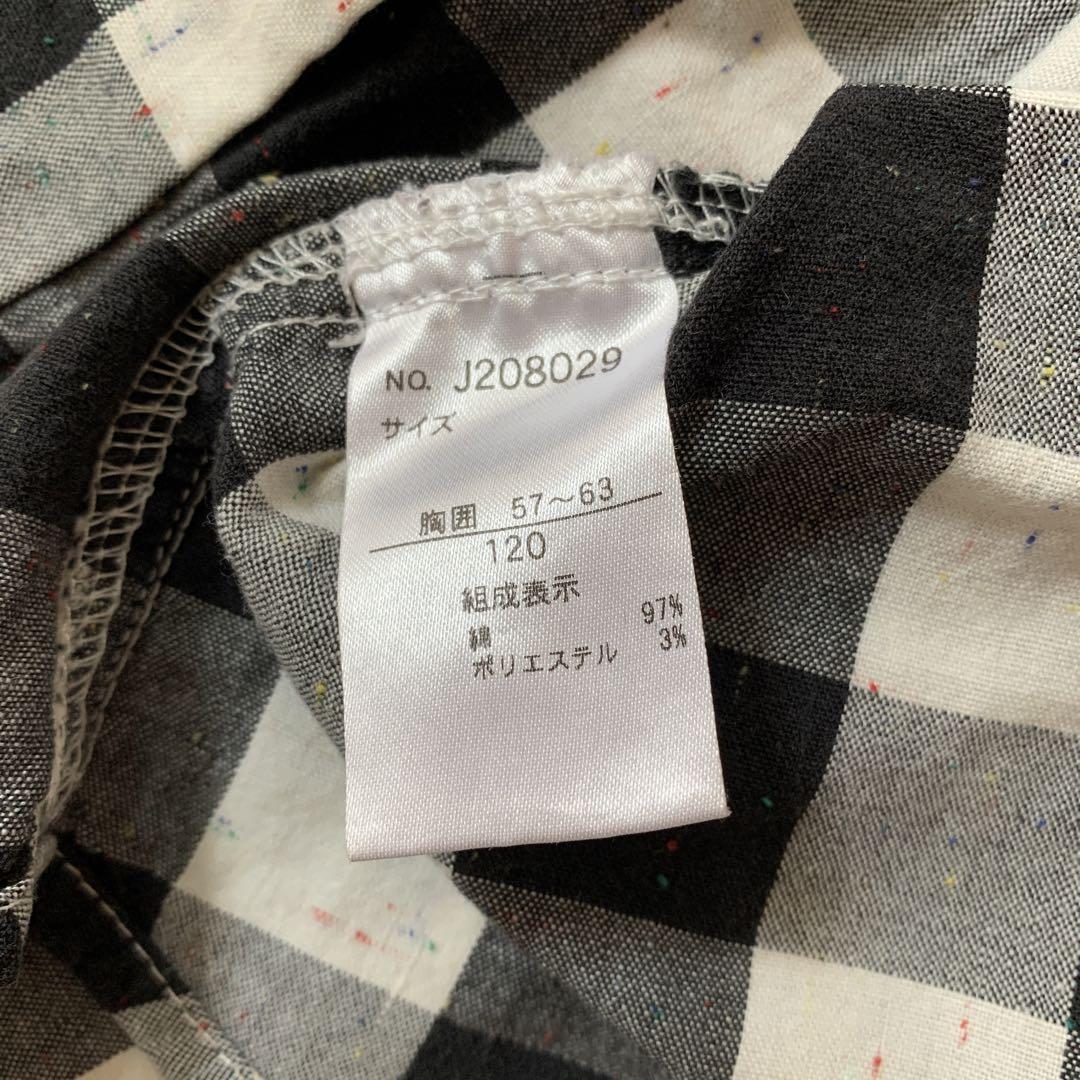 NO. J208029
サイズ
胸囲 57～63
120
組成表示
綿 97%
ポリエステル 3%